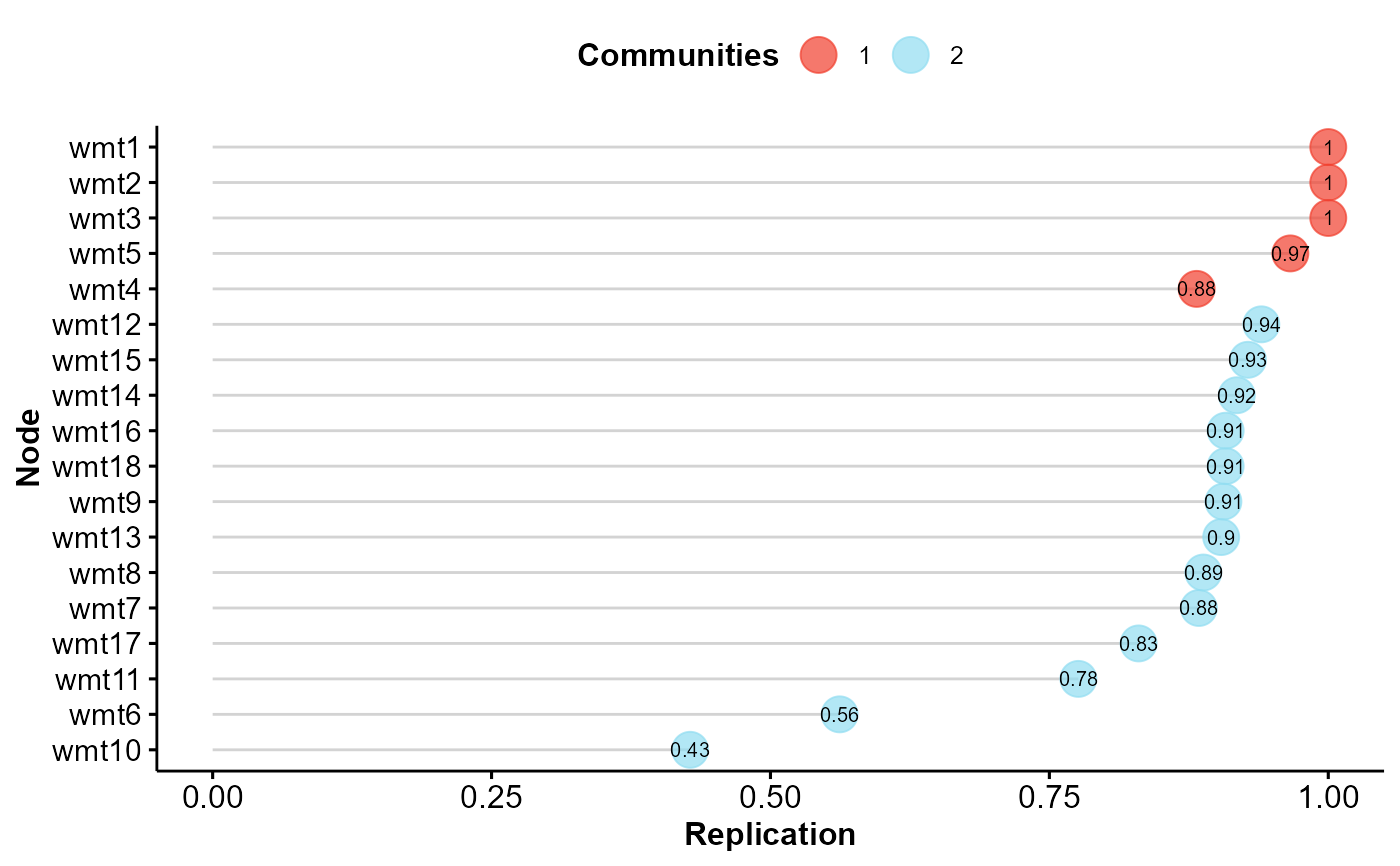 Communities 1 2
wmt1 1
wmt2 1
wmt3 1
wmt5 0.97
wmt4 0.88
wmt12 0.94
wmt15 0.93
wmt14 0.92
wmt16 0.91
wmt18 0.91
wmt9 0.91
wmt13 0.9
wmt8 0.89
wmt7 0.88
wmt17 0.83
wmt11 0.78
wmt6 0.56
wmt10 0.43
Node
0.00 0.25 0.50 0.75 1.00
Replication